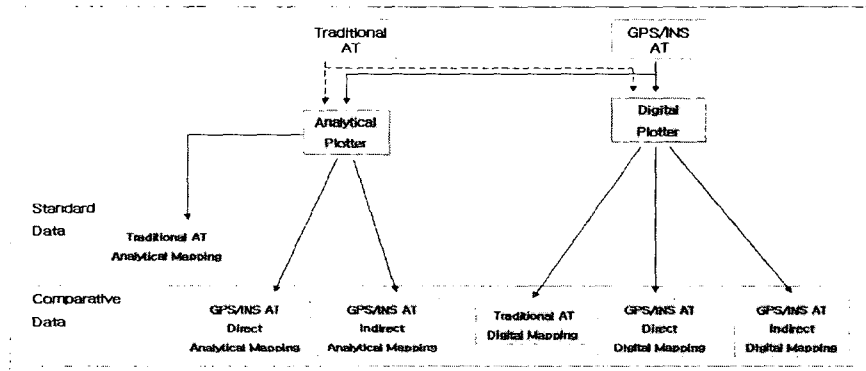 Traditional
AT
GPS/INS
AT
Analytical
Plotter
Digital
Plotter
Standard
Data
Traditional AT
Analytical Mapping
Comparative
Data
GPS/INS AT
Direct
Analytical Mapping
GPS/INS AT
Indirect
Analytical Mapping
Traditional AT
Digital Mapping
GPS/INS AT
Direct
Digital Mapping
GPS/INS AT
Indirect
Digital Mapping